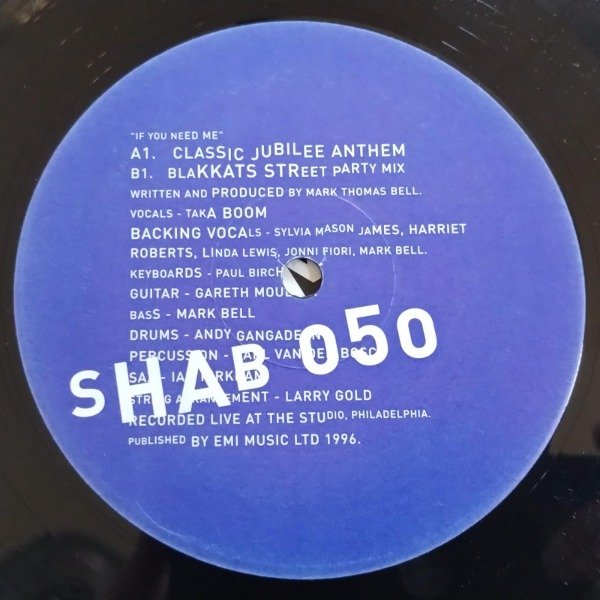 "IF YOU NEED ME"
A1. CLASSIC JUBILEE ANTHEM
B1. BLAKKATS STREET PARTY MIX
WRITTEN AND PRODUCED BY MARK THOMAS BELL.
VOCALS - TAKA BOOM
BACKING VOCALS - SYLVIA MASON JAMES, HARRIET
ROBERTS, LINDA LEWIS, JONNI FIORI, MARK BELL.
KEYBOARDS - PAUL BIRCH
GUITAR - GARETH
BASS - MARK BELL
DRUMS - ANDY
PERCUSSION -
SHAB 050
STRING ARRANGEMENT - LARRY GOLD
RECORDED LIVE AT THE STUDIO, PHILADELPHIA.
PUBLISHED BY EMI MUSIC LTD 1996.